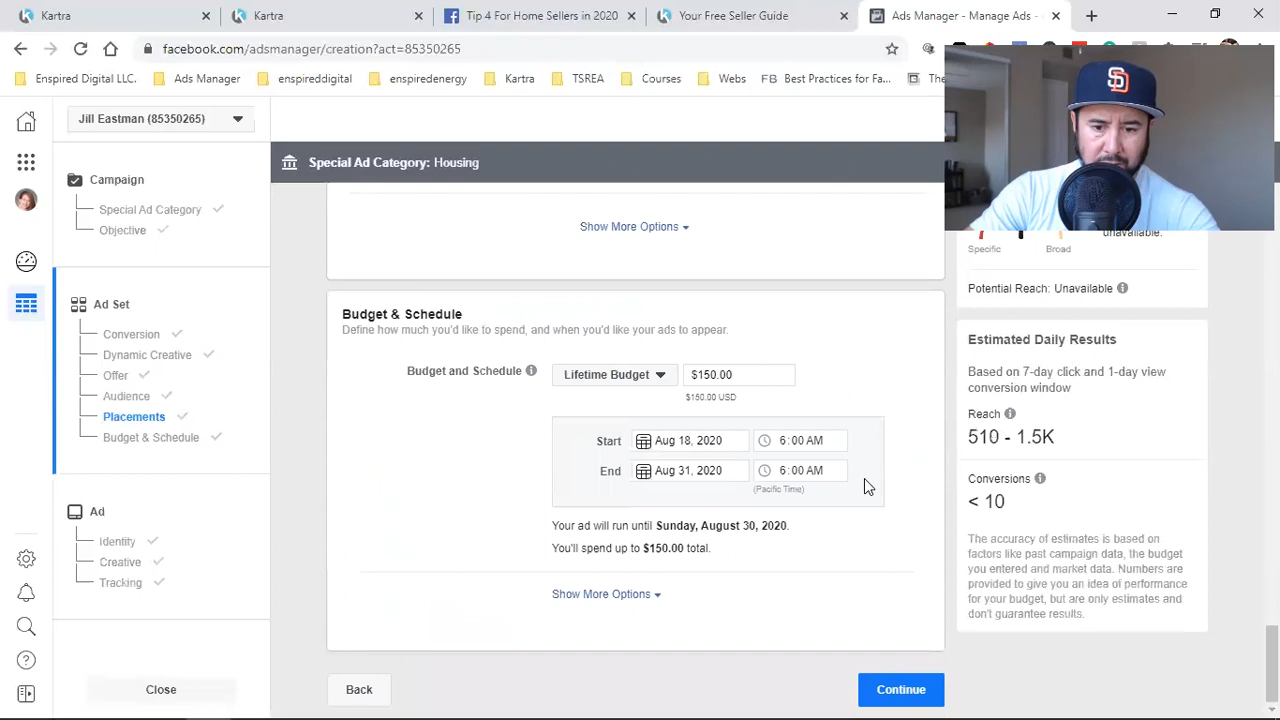 Kartra
Kartra
Tip 4 For Home Sellers in 2020
Your Free Seller Guide
Ads Manager - Manage Ads -
facebook.com/adsmanager/creation?act=85350265
Enspired Digital LLC.
Ads Manager
enspireddigital
enspiredenergy
Kartra
TSREA
Courses
Webs
FB Best Practices for Fa...
The
SD
Jill Eastman (85350265)
Special Ad Category: Housing
Campaign
Special Ad Category
Objective
Ad Set
Conversion
Dynamic Creative
Offer
Audience
Placements
Budget & Schedule
Ad
Identity
Creative
Tracking
Close
Show More Options
Budget & Schedule
Define how much you'd like to spend, and when you'd like your ads to appear.
Budget and Schedule
Lifetime Budget
$150.00
$150.00 USD
Start
Aug 18, 2020
6:00 AM
End
Aug 31, 2020
6:00 AM
(Pacific Time)
Your ad will run until Sunday, August 30, 2020.
You'll spend up to $150.00 total.
Show More Options
Back
Continue
unavailable.
Specific
Broad
Potential Reach: Unavailable
Estimated Daily Results
Based on 7-day click and 1-day view
conversion window
Reach
510 - 1.5K
Conversions
< 10
The accuracy of estimates is based on
factors like past campaign data, the budget
you entered and market data. Numbers are
provided to give you an idea of performance
for your budget, but are only estimates and
don't guarantee results.